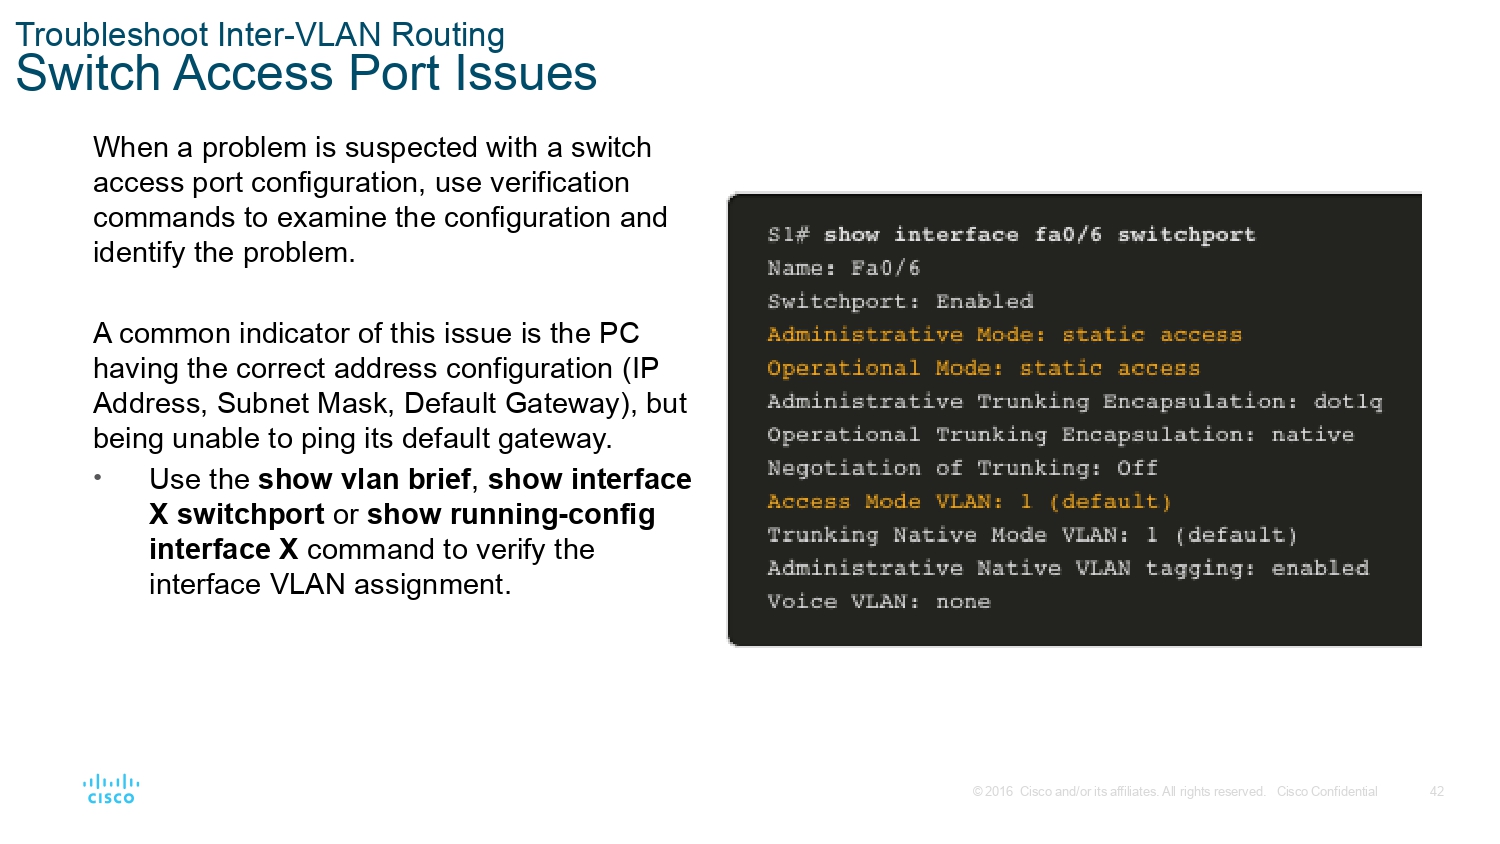 Troubleshoot Inter-VLAN Routing
Switch Access Port Issues
When a problem is suspected with a switch
access port configuration, use verification
commands to examine the configuration and
identify the problem.
A common indicator of this issue is the PC
having the correct address configuration (IP
Address, Subnet Mask, Default Gateway), but
being unable to ping its default gateway.
• Use the show vlan brief, show interface
X switchport or show running-config
interface X command to verify the
interface VLAN assignment.
S1# show interface fa0/6 switchport
Name: Fa0/6
Switchport: Enabled
Administrative Mode: static access
Operational Mode: static access
Administrative Trunking Encapsulation: dot1q
Operational Trunking Encapsulation: native
Negotiation of Trunking: Off
Access Mode VLAN: 1 (default)
Trunking Native Mode VLAN: 1 (default)
Administrative Native VLAN tagging: enabled
Voice VLAN: none
CISCO
© 2016 Cisco and/or its affiliates. All rights reserved. Cisco Confidential 42